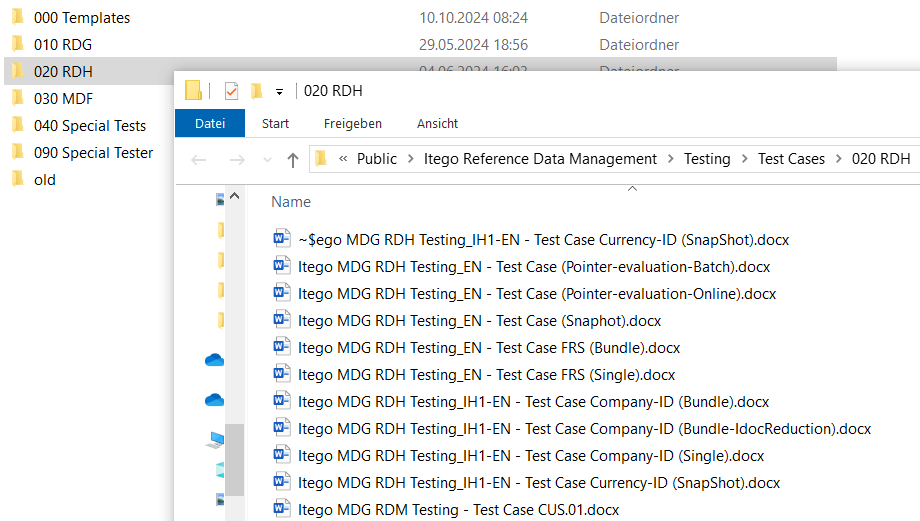 000 Templates 10.10.2024 08:24 Dateiordner
010 RDG 29.05.2024 18:56 Dateiordner
020 RDH 04.06.2024 16:03 Dateiordner
030 MDF
040 Special Tests
090 Special Tester
old
020 RDH
Datei Start Freigeben Ansicht
« Public > Itego Reference Data Management > Testing > Test Cases > 020 RDH
Name
~$ego MDG RDH Testing_IH1-EN - Test Case Currency-ID (SnapShot).docx
Itego MDG RDH Testing_EN - Test Case (Pointer-evaluation-Batch).docx
Itego MDG RDH Testing_EN - Test Case (Pointer-evaluation-Online).docx
Itego MDG RDH Testing_EN - Test Case (Snaphot).docx
Itego MDG RDH Testing_EN - Test Case FRS (Bundle).docx
Itego MDG RDH Testing_EN - Test Case FRS (Single).docx
Itego MDG RDH Testing_IH1-EN - Test Case Company-ID (Bundle).docx
Itego MDG RDH Testing_IH1-EN - Test Case Company-ID (Bundle-IdocReduction).docx
Itego MDG RDH Testing_IH1-EN - Test Case Company-ID (Single).docx
Itego MDG RDH Testing_IH1-EN - Test Case Currency-ID (SnapShot).docx
Itego MDG RDM Testing - Test Case CUS.01.docx